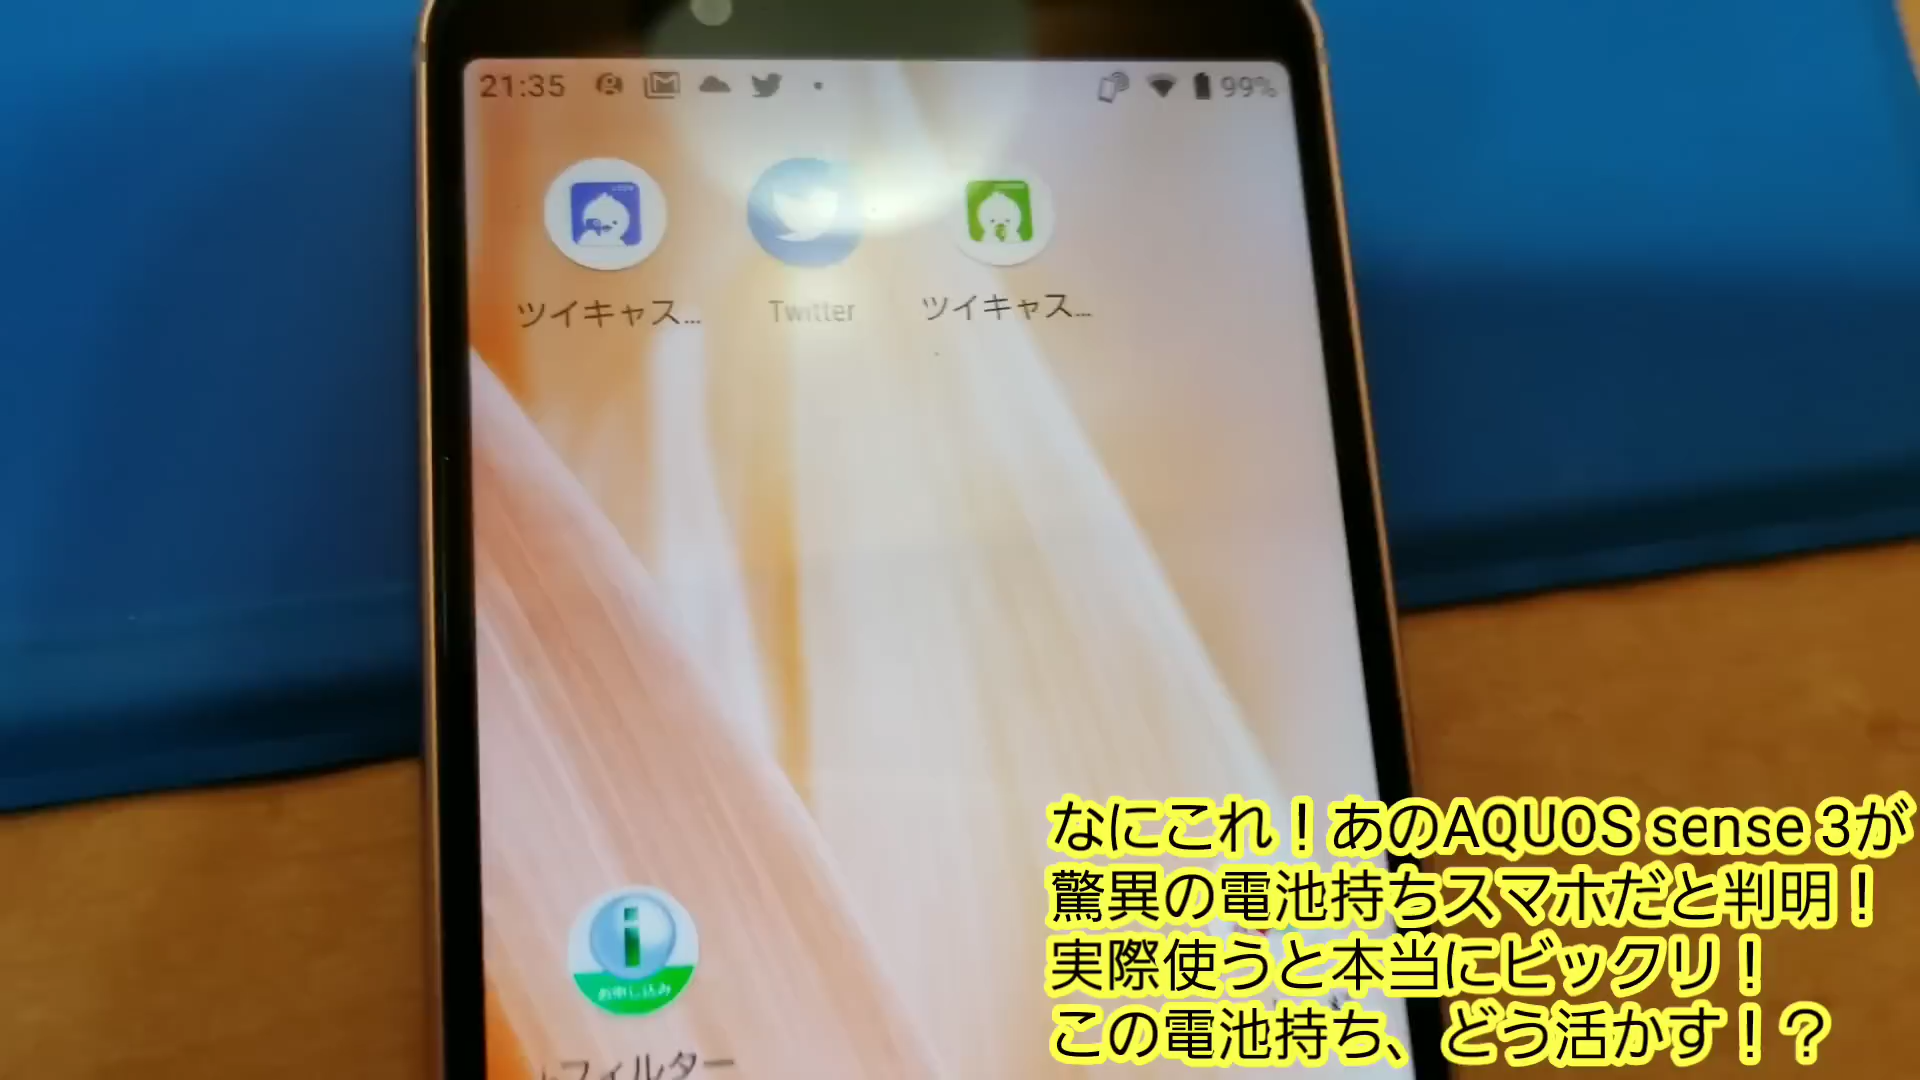 21:35 99%
ツイキャス... Twitter ツイキャス...
お申し込み
フィルター
なにこれ！あのAQUOS sense 3が
驚異の電池持ちスマホだと判明！
実際使うと本当にビックリ！
この電池持ち、どう活かす！？